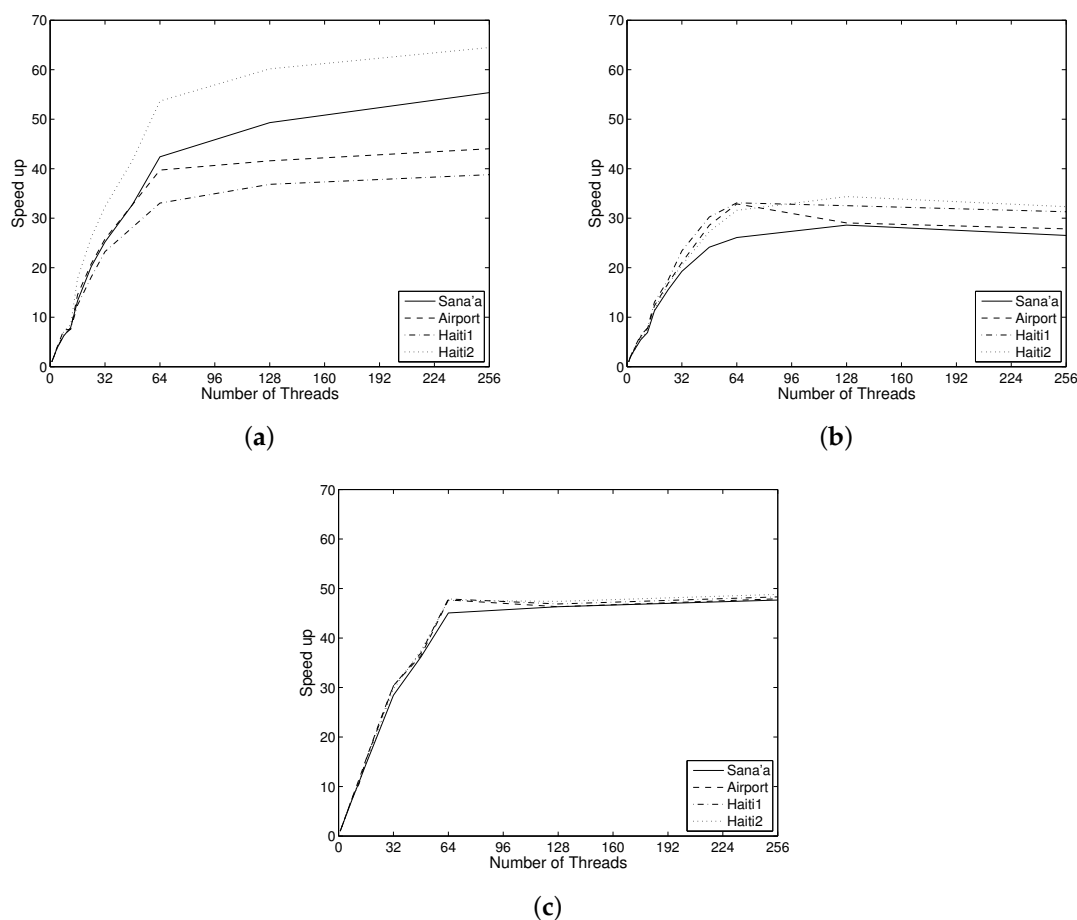 70
60
50
40
30
20
10
0
Speed up
0 32 64 96 128 160 192 224 256
Number of Threads
Sana'a
Airport
Haiti1
Haiti2
(a)
70
60
50
40
30
20
10
0
Speed up
0 32 64 96 128 160 192 224 256
Number of Threads
Sana'a
Airport
Haiti1
Haiti2
(b)
70
60
50
40
30
20
10
0
Speed up
0 32 64 96 128 160 192 224 256
Number of Threads
Sana'a
Airport
Haiti1
Haiti2
(c)